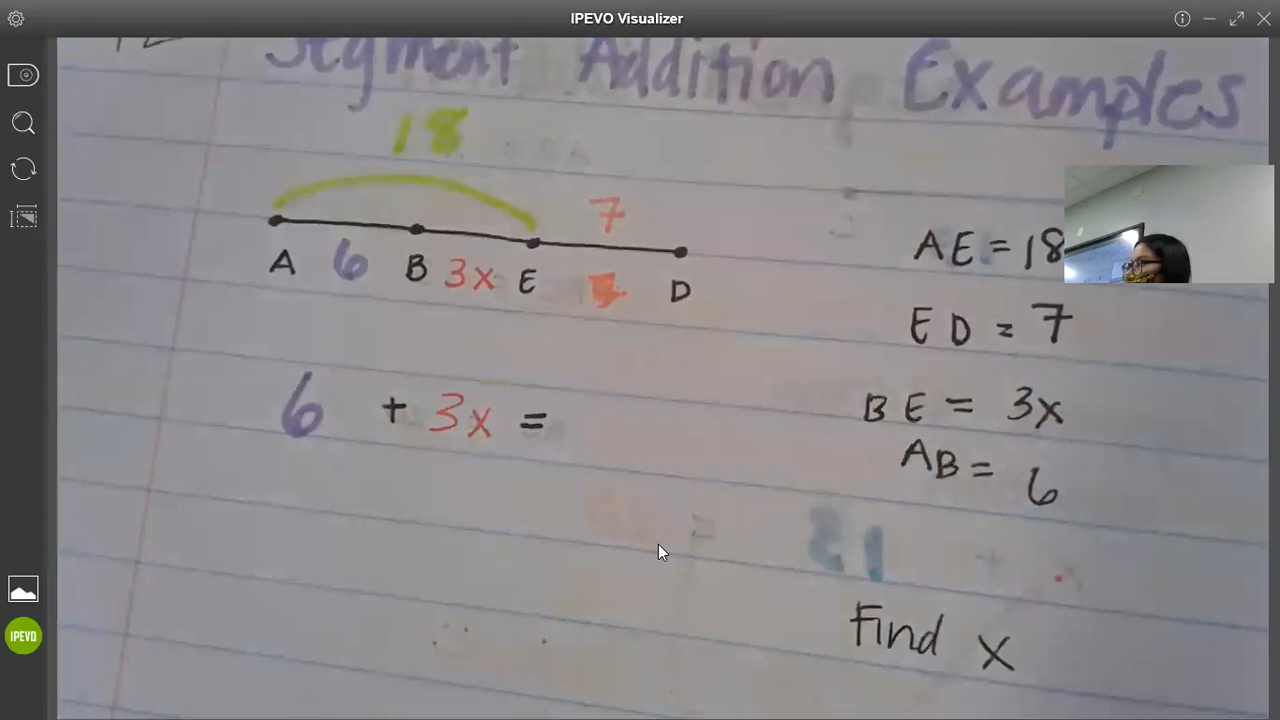 IPEVO Visualizer
Segment Addition Examples
18
7
A 6 B 3x E D
AE = 18
ED = 7
6 + 3x =
BE = 3x
AB = 6
Find x
IPEVO